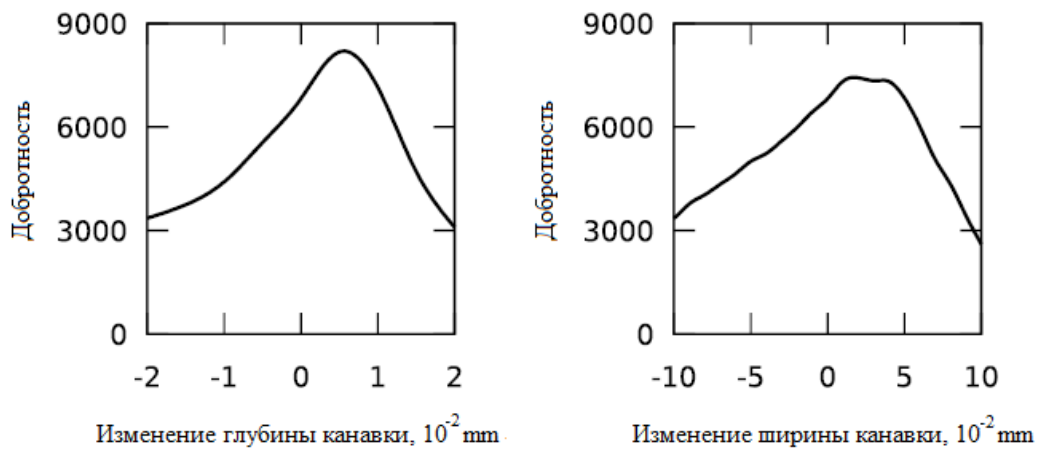 9000
6000
3000
0
Добротность
-2 -1 0 1 2
Изменение глубины канавки, 10⁻² mm
9000
6000
3000
0
Добротность
-10 -5 0 5 10
Изменение ширины канавки, 10⁻² mm